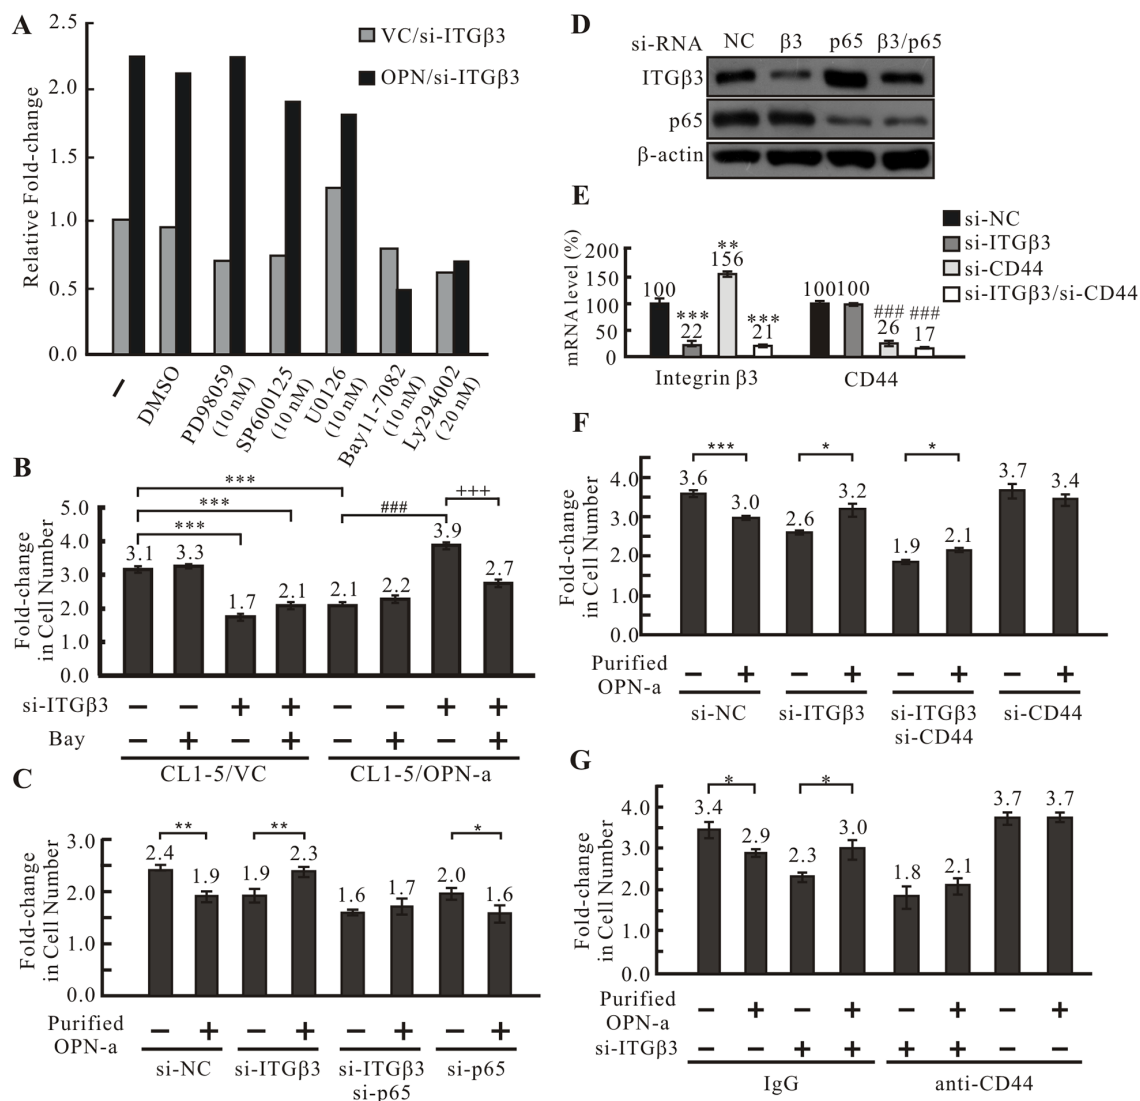 A
2.5
2.0
1.5
1.0
0.5
0.0
Relative Fold-change
VC/si-ITGβ3
OPN/si-ITGβ3
–
DMSO
PD98059
(10 nM)
SP600125
(10 nM)
U0126
(10 nM)
Bay11-7082
(10 nM)
Ly294002
(20 nM)
B
Fold-change
in Cell Number
5.0
4.0
3.0
2.0
1.0
0.0
***
***
***
###
+++
3.1 3.3 1.7 2.1 2.1 2.2 3.9 2.7
si-ITGβ3 – – + + – – + +
Bay – + – + – + – +
CL1-5/VC CL1-5/OPN-a
C
Fold-change
in Cell Number
3.0
2.0
1.0
0.0
** ** *
2.4 1.9 1.9 2.3 1.6 1.7 2.0 1.6
Purified
OPN-a
– + – + – + – +
si-NC si-ITGβ3 si-ITGβ3 si-p65
si-p65
D
si-RNA NC β3 p65 β3/p65
ITGβ3
p65
β-actin
E
mRNA level (%)
200
150
100
50
0
100 *** 22 ** 156 *** 21
100 100 ### 26 ### 17
Integrin β3 CD44
si-NC
si-ITGβ3
si-CD44
si-ITGβ3/si-CD44
F
Fold-change
in Cell Number
4.0
3.0
2.0
1.0
0.0
*** * *
3.6 3.0 2.6 3.2 1.9 2.1 3.7 3.4
Purified
OPN-a
– + – + – + – +
si-NC si-ITGβ3 si-ITGβ3 si-CD44
si-CD44
G
Fold-change
in Cell Number
4.0
3.0
2.0
1.0
0.0
* *
3.4 2.9 2.3 3.0 1.8 2.1 3.7 3.7
Purified
OPN-a
– + – + – + – +
si-ITGβ3 – – + + + + – –
IgG anti-CD44